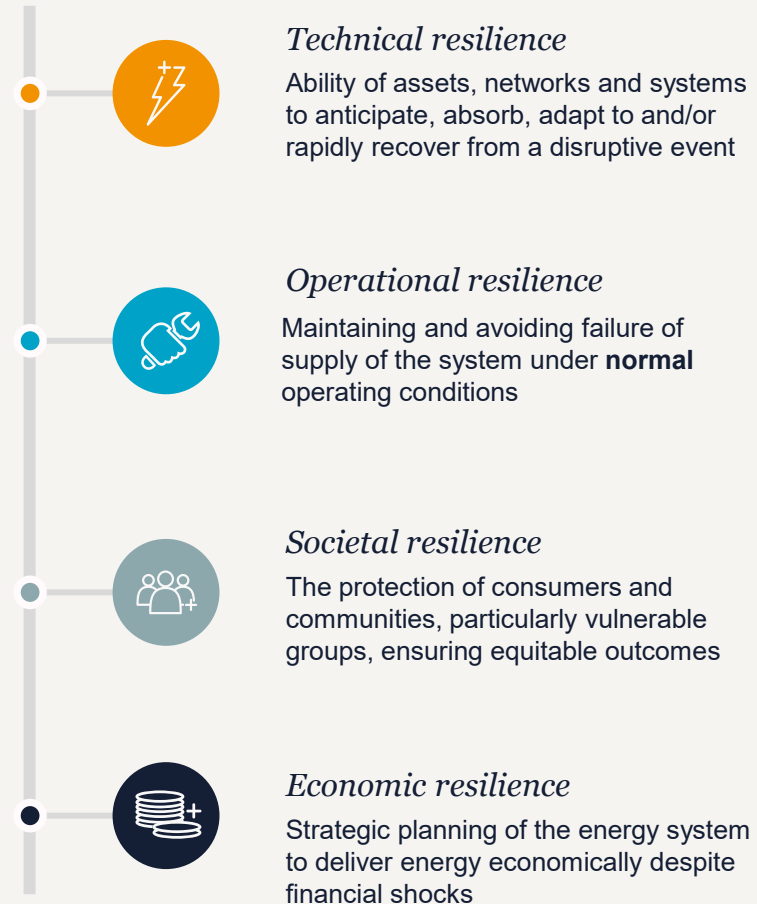 Technical resilience
Ability of assets, networks and systems
to anticipate, absorb, adapt to and/or
rapidly recover from a disruptive event
Operational resilience
Maintaining and avoiding failure of
supply of the system under normal
operating conditions
Societal resilience
The protection of consumers and
communities, particularly vulnerable
groups, ensuring equitable outcomes
Economic resilience
Strategic planning of the energy system
to deliver energy economically despite
financial shocks